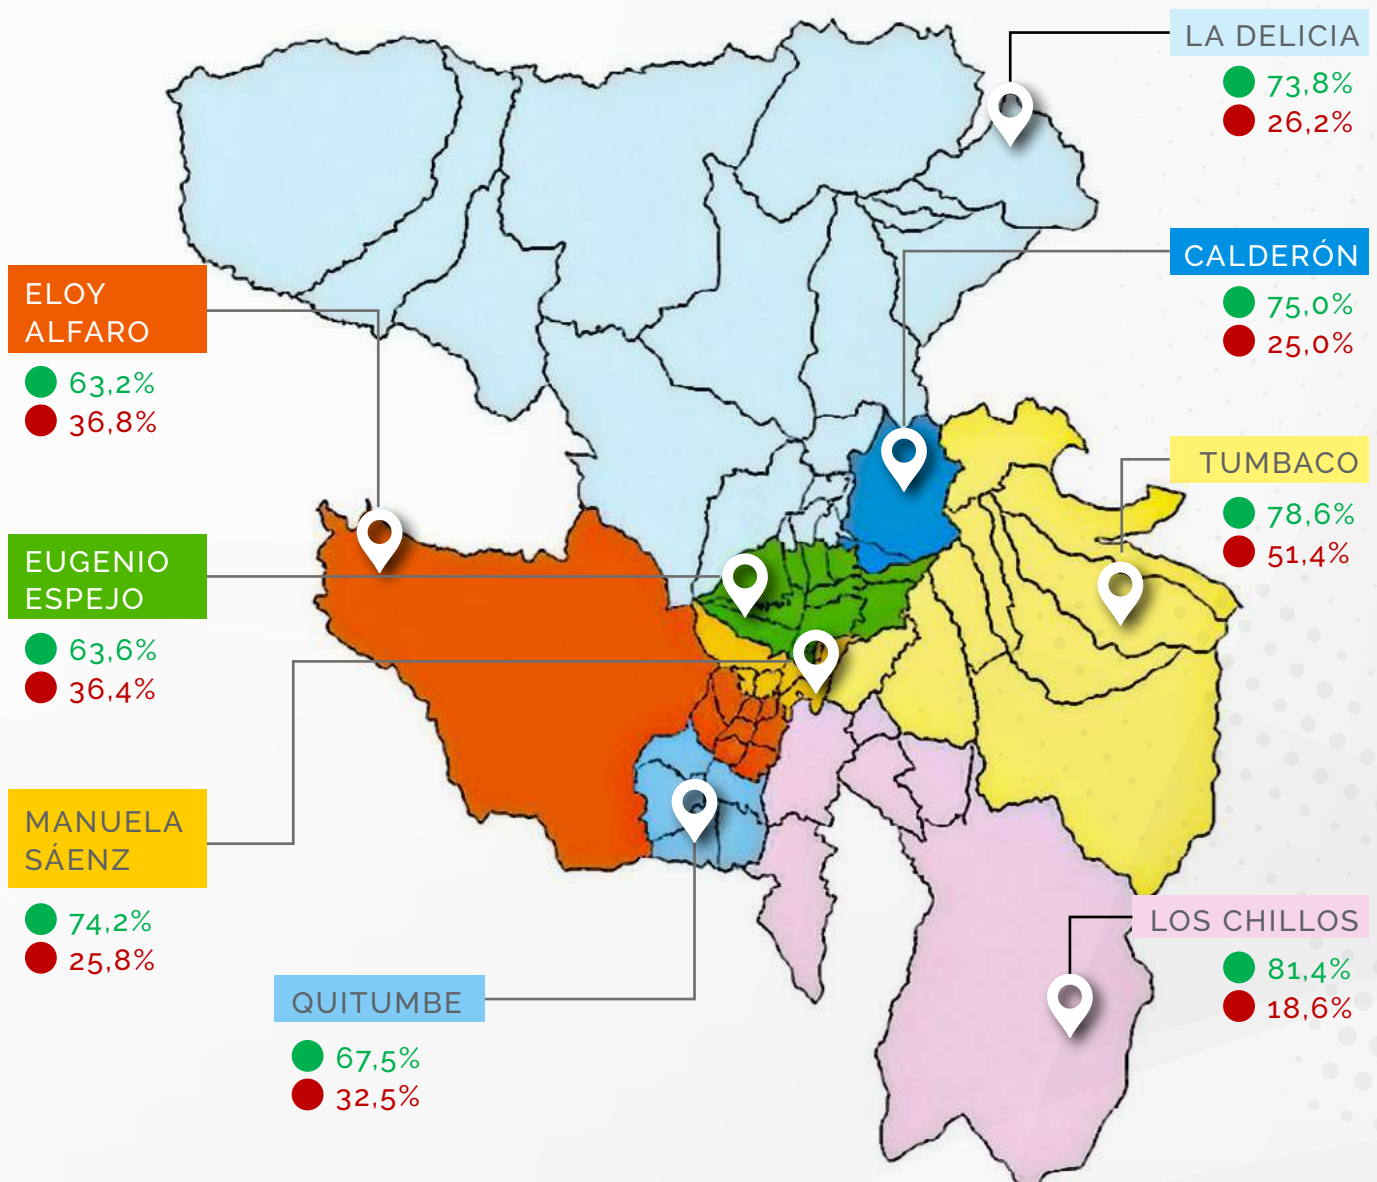 LA DELICIA
73,8%
26,2%
CALDERÓN
75,0%
25,0%
ELOY
ALFARO
63,2%
36,8%
TUMBACO
78,6%
51,4%
EUGENIO
ESPEJO
63,6%
36,4%
MANUELA
SÁENZ
74,2%
25,8%
LOS CHILLOS
81,4%
18,6%
QUITUMBE
67,5%
32,5%